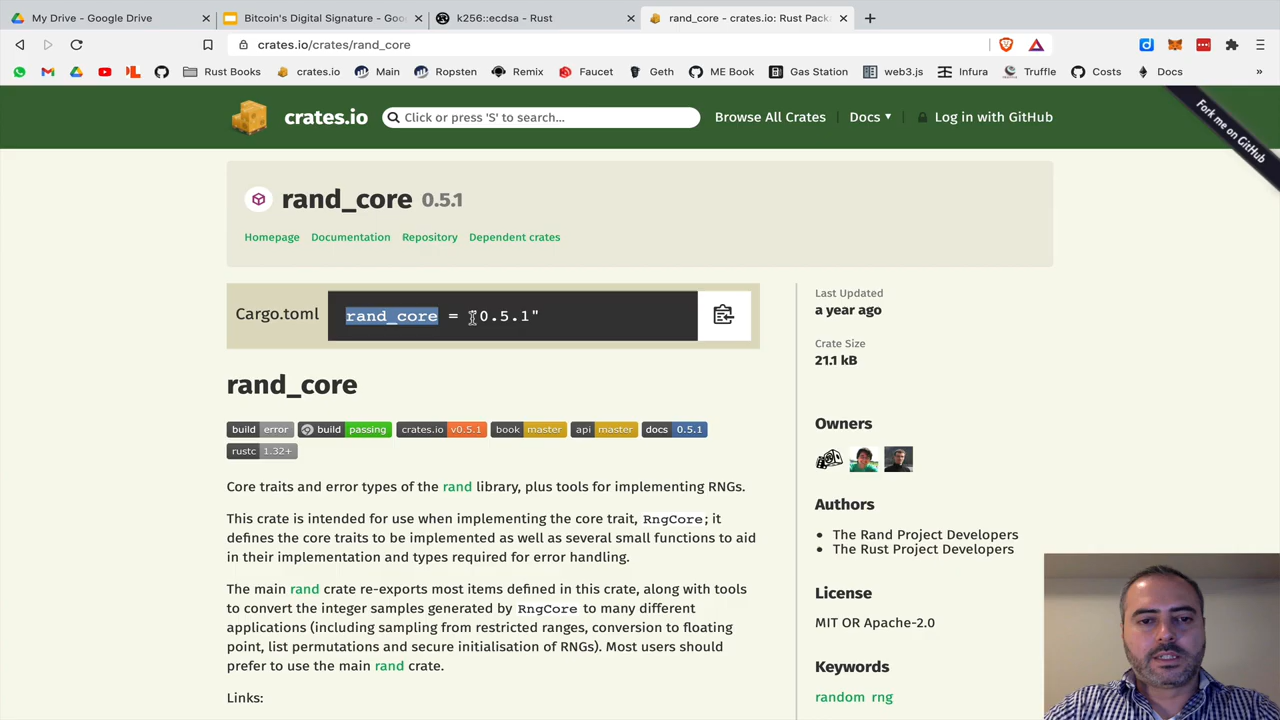 My Drive – Google Drive
Bitcoin's Digital Signature - Goo
k256::ecdsa - Rust
rand_core - crates.io: Rust Pack
crates.io/crates/rand_core
Rust Books
crates.io
Main
Ropsten
Remix
Faucet
Geth
ME Book
Gas Station
web3.js
Infura
Truffle
Costs
Docs
»
crates.io
Click or press 'S' to search...
Browse All Crates
Docs
Log in with GitHub
Fork me on GitHub
rand_core 0.5.1
Homepage
Documentation
Repository
Dependent crates
Cargo.toml
rand_core = "0.5.1"
Last Updated
a year ago
Crate Size
21.1 kB
rand_core
build error
build passing
crates.io v0.5.1
book master
api master
docs 0.5.1
rustc 1.32+
Core traits and error types of the rand library, plus tools for implementing RNGs.
This crate is intended for use when implementing the core trait, RngCore; it
defines the core traits to be implemented as well as several small functions to aid
in their implementation and types required for error handling.
The main rand crate re-exports most items defined in this crate, along with tools
to convert the integer samples generated by RngCore to many different
applications (including sampling from restricted ranges, conversion to floating
point, list permutations and secure initialisation of RNGs). Most users should
prefer to use the main rand crate.
Links:
Owners
Authors
The Rand Project Developers
The Rust Project Developers
License
MIT OR Apache-2.0
Keywords
random rng